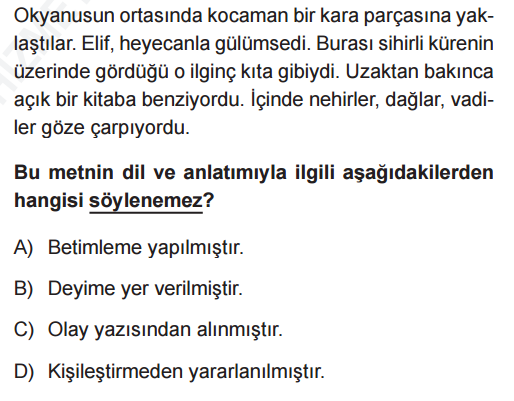 Okyanusun ortasında kocaman bir kara parçasına yak-
laştılar. Elif, heyecanla gülümsedi. Burası sihirli kürenin
üzerinde gördüğü o ilginç kıta gibiydi. Uzaktan bakınca
açık bir kitaba benziyordu. İçinde nehirler, dağlar, vadi-
ler göze çarpıyordu.
Bu metnin dil ve anlatımıyla ilgili aşağıdakilerden
hangisi söylenemez?
A) Betimleme yapılmıştır.
B) Deyime yer verilmiştir.
C) Olay yazısından alınmıştır.
D) Kişileştirmeden yararlanılmıştır.